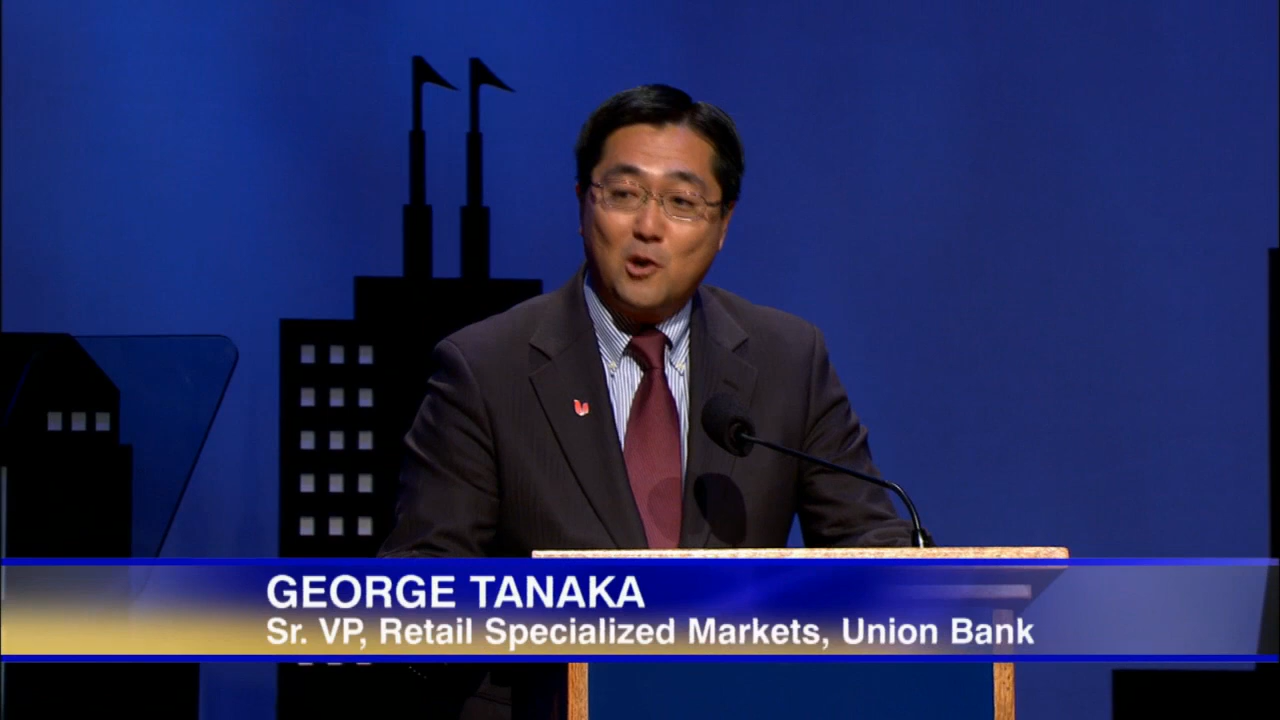 GEORGE TANAKA
Sr. VP, Retail Specialized Markets, Union Bank